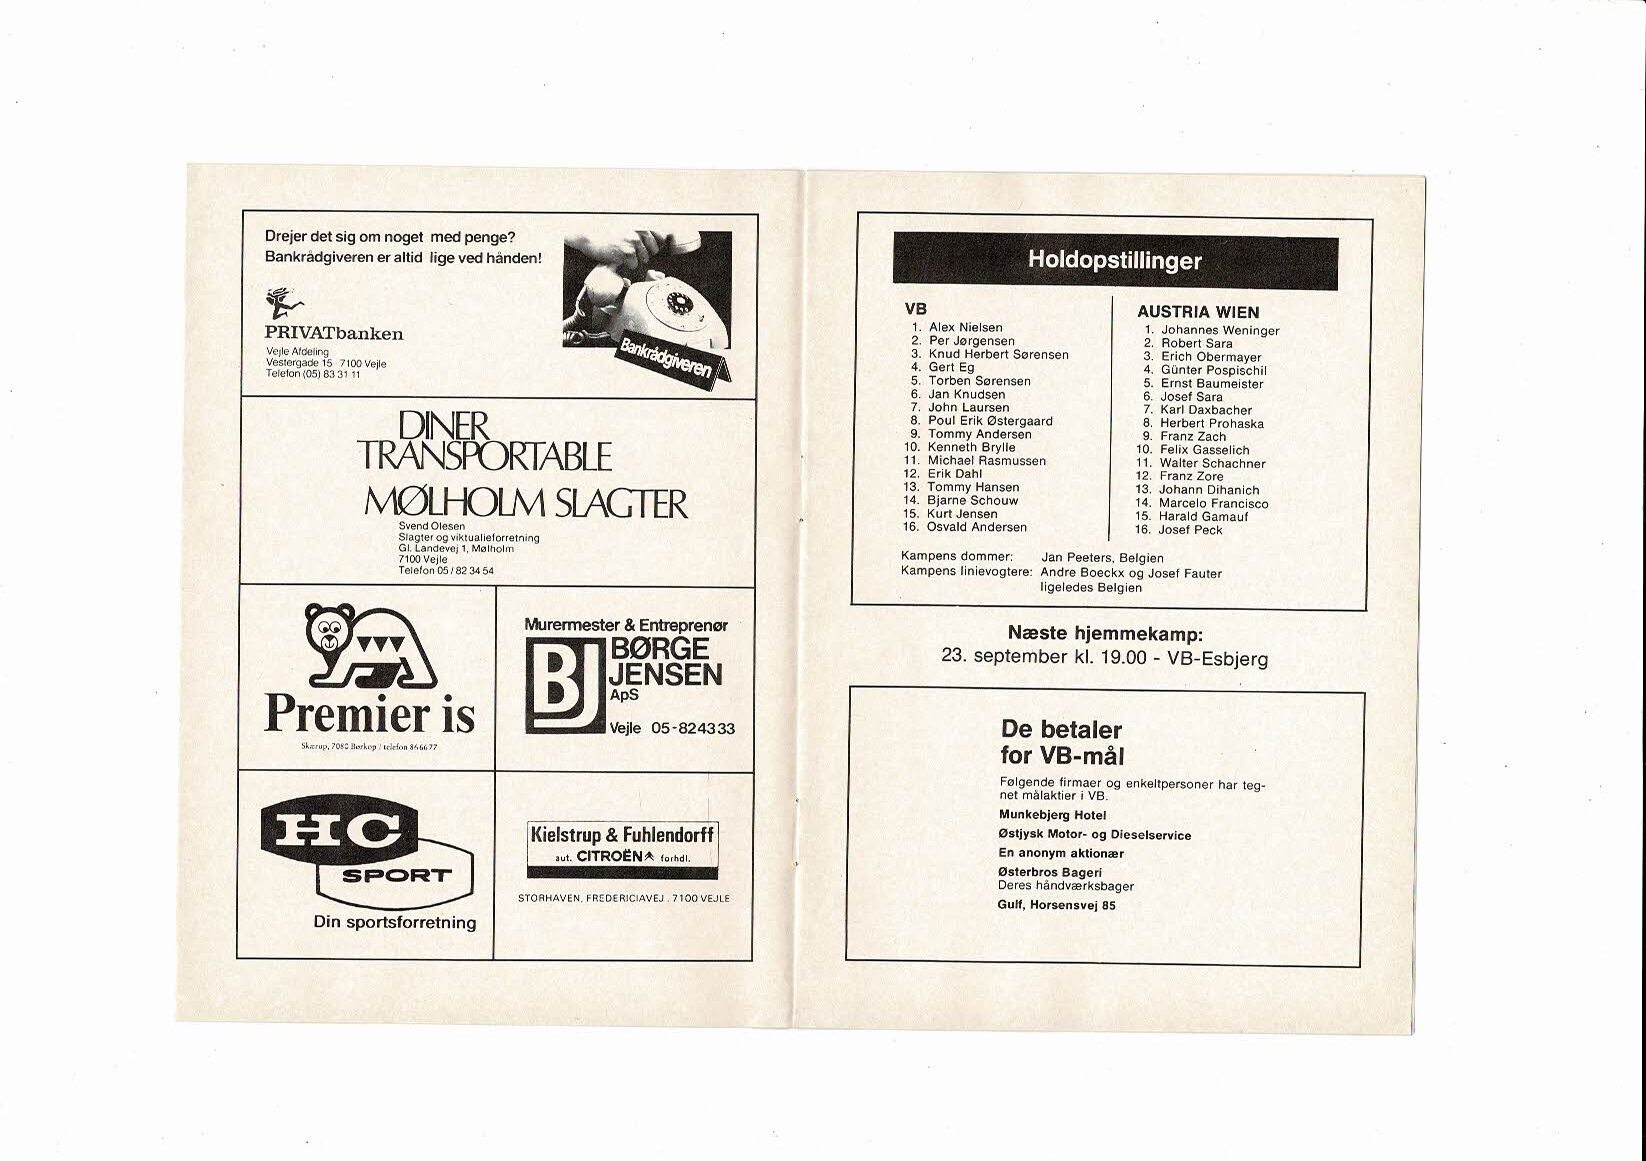 Drejer det sig om noget med penge?
Bankrådgiveren er altid lige ved hånden!
PRIVATbanken
Vejle Afdeling
Vestergade 15 7100 Vejle
Telefon (05) 83 31 11
Bankrådgiveren
DINER
TRANSPORTABLE
MØLHOLM SLAGTER
Svend Olesen
Slagter og viktualieforretning
Gl. Landevej 1, Mølholm
7100 Vejle
Telefon 05 / 82 34 54
Premier is
Skærup, 7080 Børkop / telefon 86 66 77
Murermester & Entreprenør
BJ
BØRGE
JENSEN
ApS
Vejle 05-824333
HC
SPORT
Din sportsforretning
Kielstrup & Fuhlendorff
aut. CITROËN forhdl.
STORHAVEN, FREDERICIAVEJ . 7100 VEJLE
Holdopstillinger
VB
1. Alex Nielsen
2. Per Jørgensen
3. Knud Herbert Sørensen
4. Gert Eg
5. Torben Sørensen
6. Jan Knudsen
7. John Laursen
8. Poul Erik Østergaard
9. Tommy Andersen
10. Kenneth Brylle
11. Michael Rasmussen
12. Erik Dahl
13. Tommy Hansen
14. Bjarne Schouw
15. Kurt Jensen
16. Osvald Andersen
AUSTRIA WIEN
1. Johannes Weninger
2. Robert Sara
3. Erich Obermayer
4. Günter Pospischil
5. Ernst Baumeister
6. Josef Sara
7. Karl Daxbacher
8. Herbert Prohaska
9. Franz Zach
10. Felix Gasselich
11. Walter Schachner
12. Franz Zore
13. Johann Dihanich
14. Marcelo Francisco
15. Harald Gamauf
16. Josef Peck
Kampens dommer: Jan Peeters, Belgien
Kampens linievogtere: Andre Boeckx og Josef Fauter
ligeledes Belgien
Næste hjemmekamp:
23. september kl. 19.00 - VB-Esbjerg
De betaler
for VB-mål
Følgende firmaer og enkeltpersoner har teg-
net målaktier i VB.
Munkebjerg Hotel
Østjysk Motor- og Dieselservice
En anonym aktionær
Østerbros Bageri
Deres håndværksbager
Gulf, Horsensvej 85